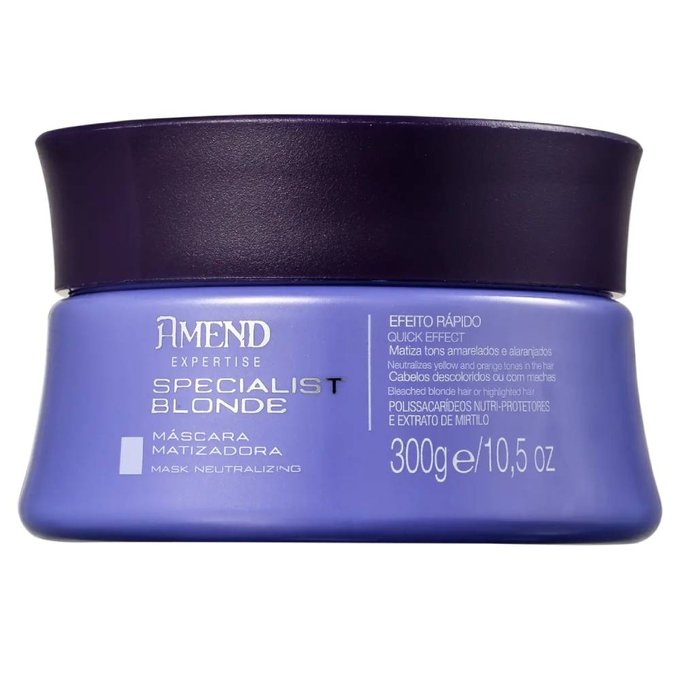 AMEND
EXPERTISE
SPECIALIST
BLONDE
MÁSCARA
MATIZADORA
MASK NEUTRALIZING
EFEITO RÁPIDO
QUICK EFFECT
Matiza tons amarelados e alaranjados
Neutralizes yellow and orange tones in the hair
Cabelos descoloridos ou com mechas
Bleached blonde hair or highlighted hair
POLISSACARÍDEOS NUTRI-PROTETORES
E EXTRATO DE MIRTILO
300g e/10,5 oz